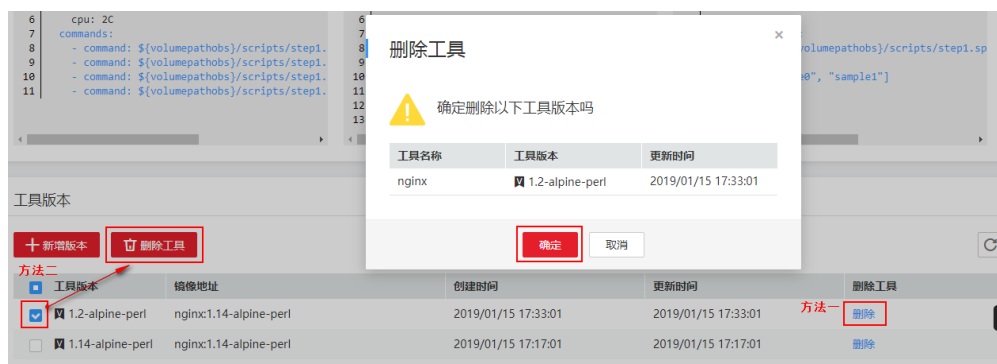 6 cpu: 2C
7 commands:
8 - command: ${volumepathobs}/scripts/step1.
9 - command: ${volumepathobs}/scripts/step1.
10 - command: ${volumepathobs}/scripts/step1.
11 - command: ${volumepathobs}/scripts/step1.
6
7
8
9
10
11
12
13
olumepathobs}/scripts/step1.sp
e0", "sample1"]
删除工具
×
确定删除以下工具版本吗
工具名称 工具版本 更新时间
nginx 1.2-alpine-perl 2019/01/15 17:33:01
确定 取消
工具版本
新增版本 删除工具
方法二
工具版本 镜像地址 创建时间 更新时间 删除工具
1.2-alpine-perl nginx:1.14-alpine-perl 2019/01/15 17:33:01 2019/01/15 17:33:01 方法一 删除
1.14-alpine-perl nginx:1.14-alpine-perl 2019/01/15 17:17:01 2019/01/15 17:17:01 删除